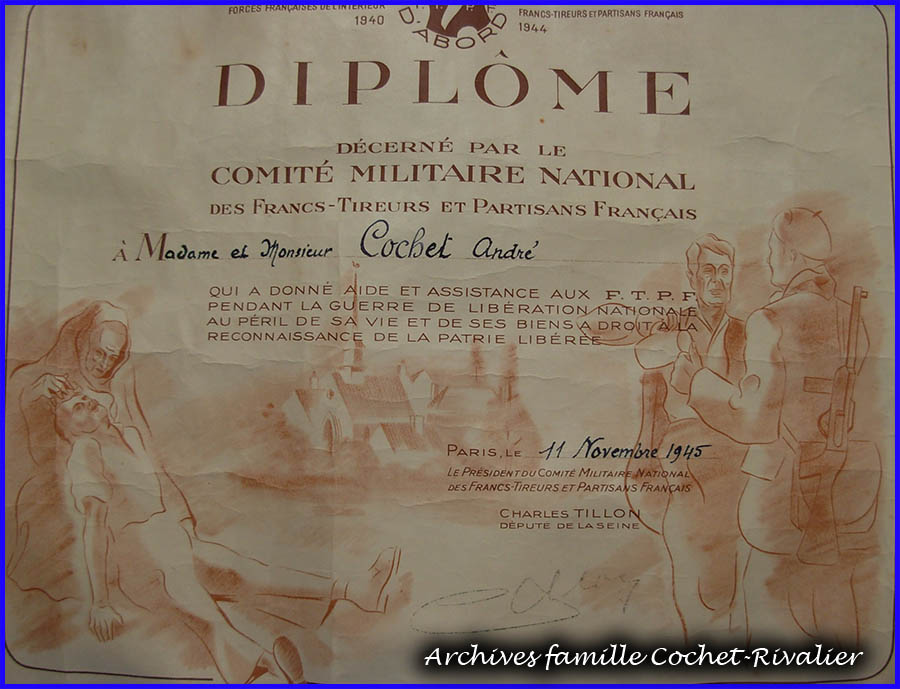 FORCES FRANÇAISES DE L'INTÉRIEUR
1940
D'ABORD
FRANCS-TIREURS ET PARTISANS FRANÇAIS
1944
DIPLÔME
DÉCERNÉ PAR LE
COMITÉ MILITAIRE NATIONAL
DES FRANCS-TIREURS ET PARTISANS FRANÇAIS
À Madame et Monsieur Cochet André
QUI A DONNÉ AIDE ET ASSISTANCE AUX F.T.P.F.
PENDANT LA GUERRE DE LIBÉRATION NATIONALE
AU PÉRIL DE SA VIE ET DE SES BIENS A DROIT A LA
RECONNAISSANCE DE LA PATRIE LIBÉRÉE
PARIS, LE 11 Novembre 1945
LE PRÉSIDENT DU COMITÉ MILITAIRE NATIONAL
DES FRANCS-TIREURS ET PARTISANS FRANÇAIS
CHARLES TILLON
DÉPUTÉ DE LA SEINE
Archives famille Cochet-Rivalier